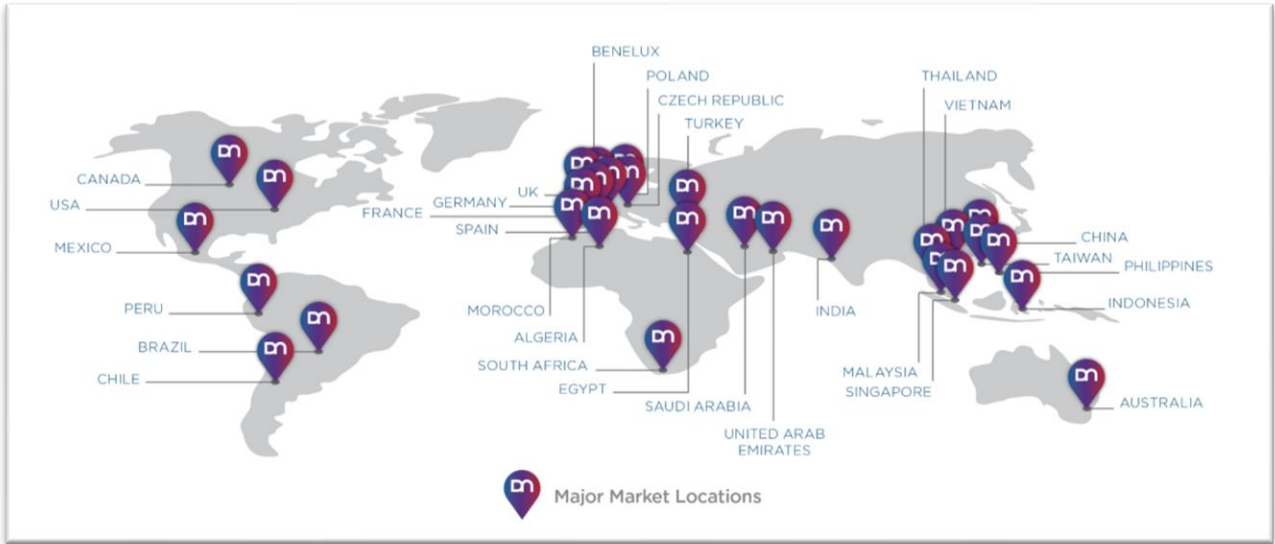 BENELUX
POLAND
CZECH REPUBLIC
TURKEY
THAILAND
VIETNAM
CANADA
USA
MEXICO
PERU
BRAZIL
CHILE
UK
GERMANY
FRANCE
SPAIN
MOROCCO
ALGERIA
SOUTH AFRICA
EGYPT
SAUDI ARABIA
UNITED ARAB
EMIRATES
INDIA
CHINA
TAIWAN
PHILIPPINES
INDONESIA
MALAYSIA
SINGAPORE
AUSTRALIA
DN Major Market Locations